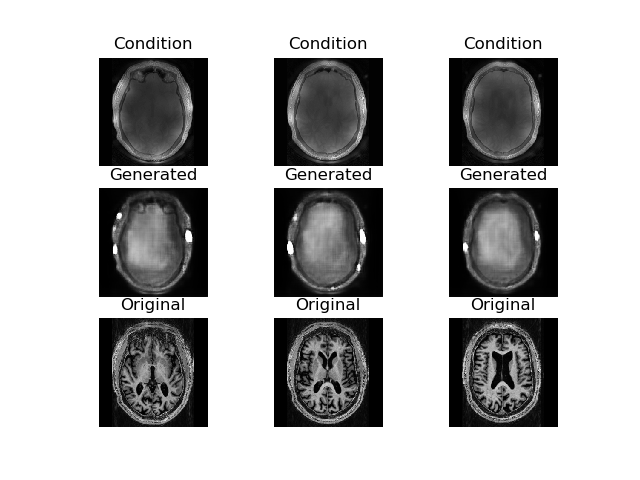 Condition Condition Condition
Generated Generated Generated
Original Original Original